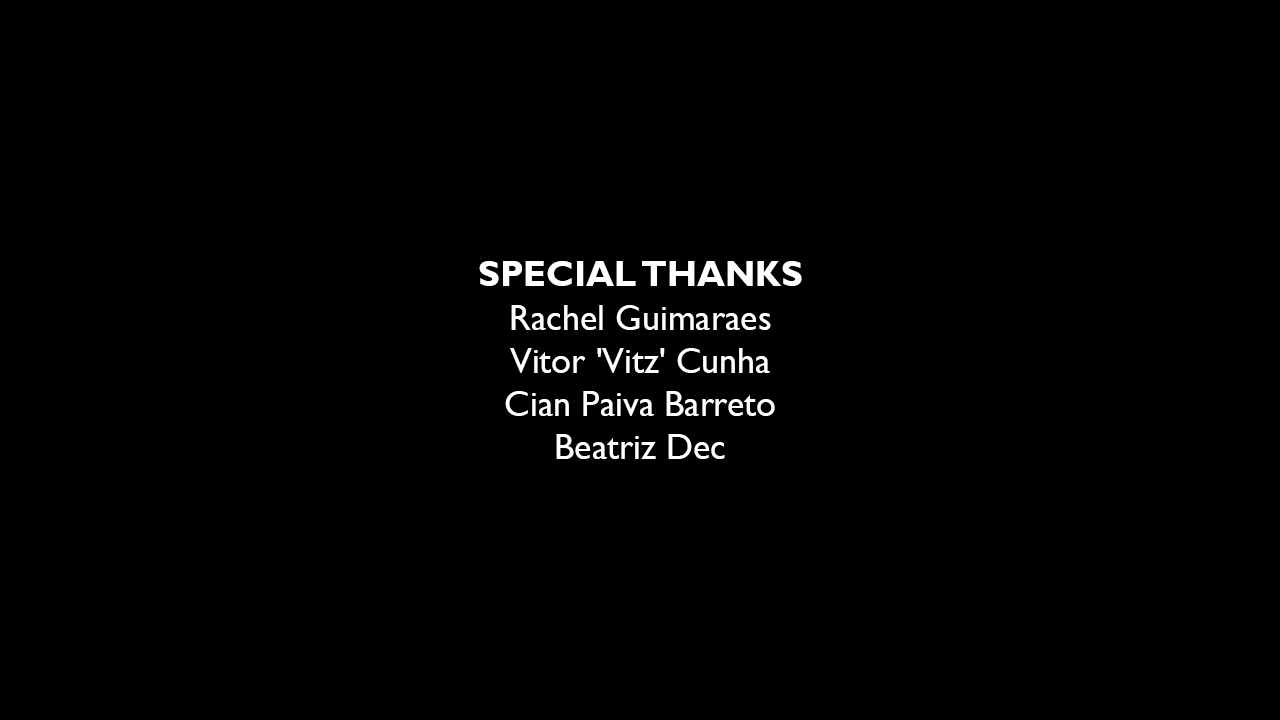 SPECIAL THANKS
Rachel Guimaraes
Vitor 'Vitz' Cunha
Cian Paiva Barreto
Beatriz Dec